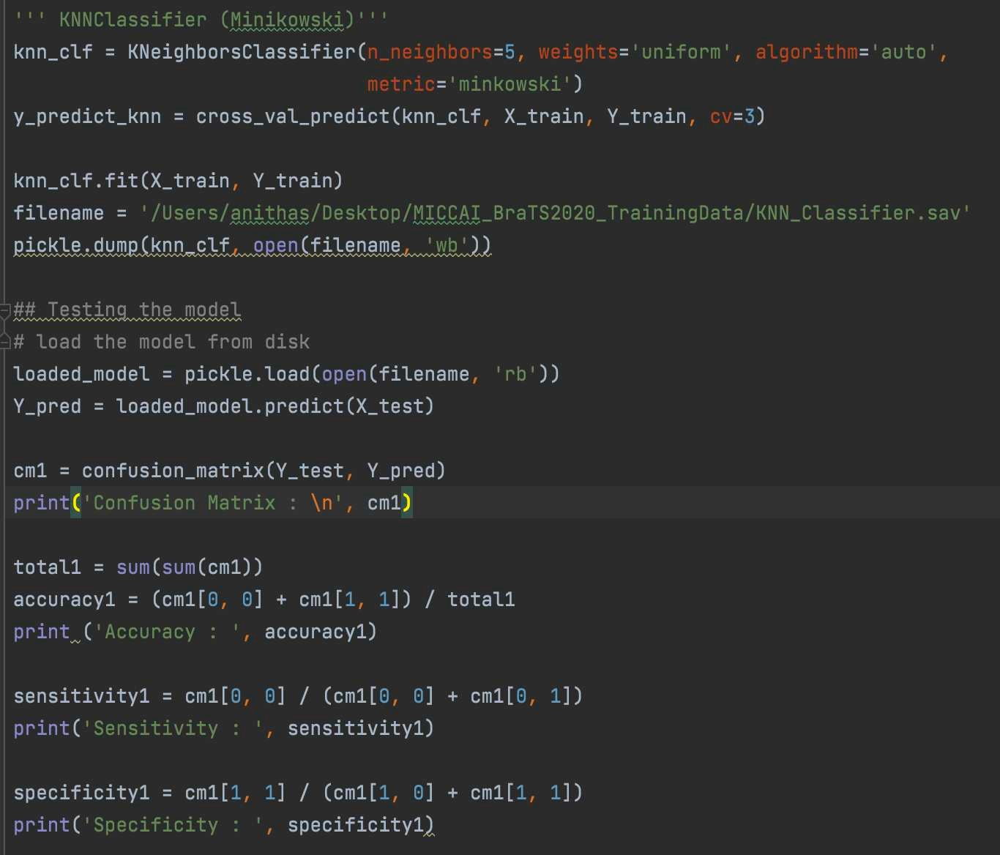 ''' KNNClassifier (Minikowski)'''
knn_clf = KNeighborsClassifier(n_neighbors=5, weights='uniform', algorithm='auto',
                               metric='minkowski')
y_predict_knn = cross_val_predict(knn_clf, X_train, Y_train, cv=3)

knn_clf.fit(X_train, Y_train)
filename = '/Users/anithas/Desktop/MICCAI_BraTS2020_TrainingData/KNN_Classifier.sav'
pickle.dump(knn_clf, open(filename, 'wb'))

## Testing the model
# load the model from disk
loaded_model = pickle.load(open(filename, 'rb'))
Y_pred = loaded_model.predict(X_test)

cm1 = confusion_matrix(Y_test, Y_pred)
print('Confusion Matrix : \n', cm1)

total1 = sum(sum(cm1))
accuracy1 = (cm1[0, 0] + cm1[1, 1]) / total1
print ('Accuracy : ', accuracy1)

sensitivity1 = cm1[0, 0] / (cm1[0, 0] + cm1[0, 1])
print('Sensitivity : ', sensitivity1)

specificity1 = cm1[1, 1] / (cm1[1, 0] + cm1[1, 1])
print('Specificity : ', specificity1)